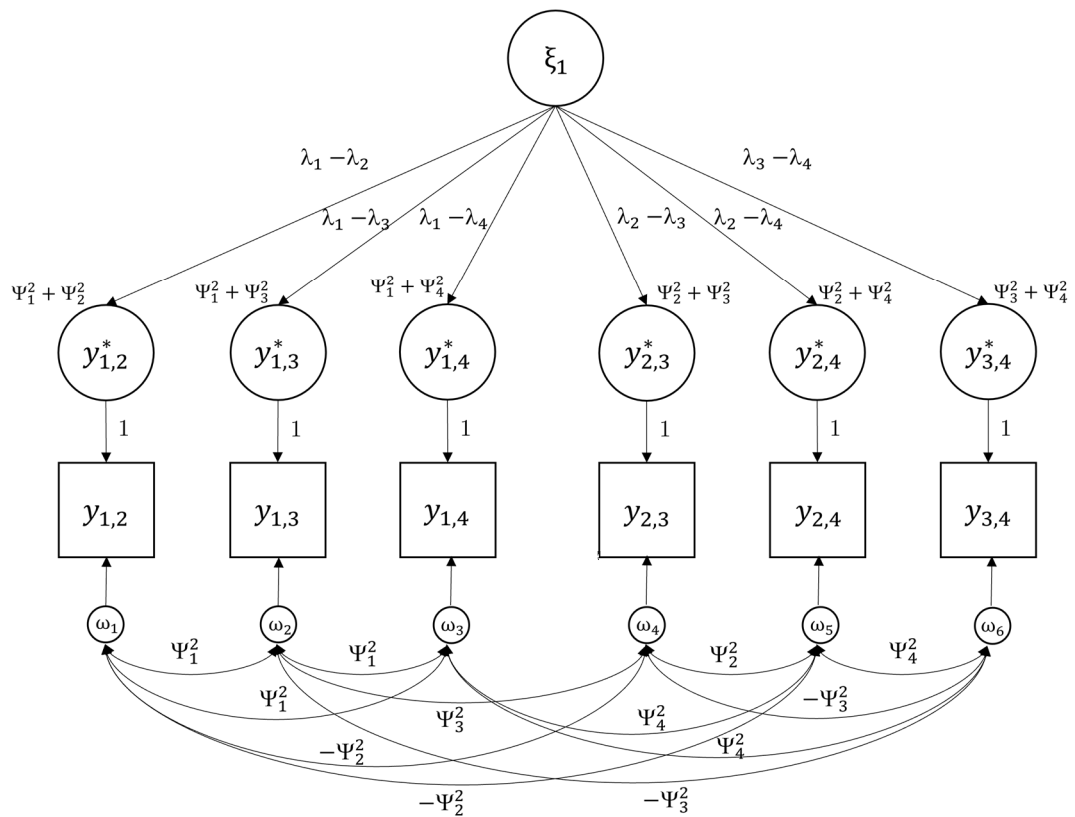 ξ₁
λ₁ −λ₂
λ₃ −λ₄
λ₁ −λ₃
λ₁ −λ₄
λ₂ −λ₃
λ₂ −λ₄
Ψ₁² + Ψ₂²
Ψ₁² + Ψ₃²
Ψ₁² + Ψ₄²
Ψ₂² + Ψ₃²
Ψ₂² + Ψ₄²
Ψ₃² + Ψ₄²
y*₁,₂ y*₁,₃ y*₁,₄ y*₂,₃ y*₂,₄ y*₃,₄
1 1 1 1 1 1
y₁,₂ y₁,₃ y₁,₄ y₂,₃ y₂,₄ y₃,₄
ω₁ ω₂ ω₃ ω₄ ω₅ ω₆
Ψ₁² Ψ₁² Ψ₂² Ψ₄²
Ψ₁² −Ψ₃²
Ψ₃² Ψ₄²
−Ψ₂² Ψ₄²
−Ψ₂² −Ψ₃²